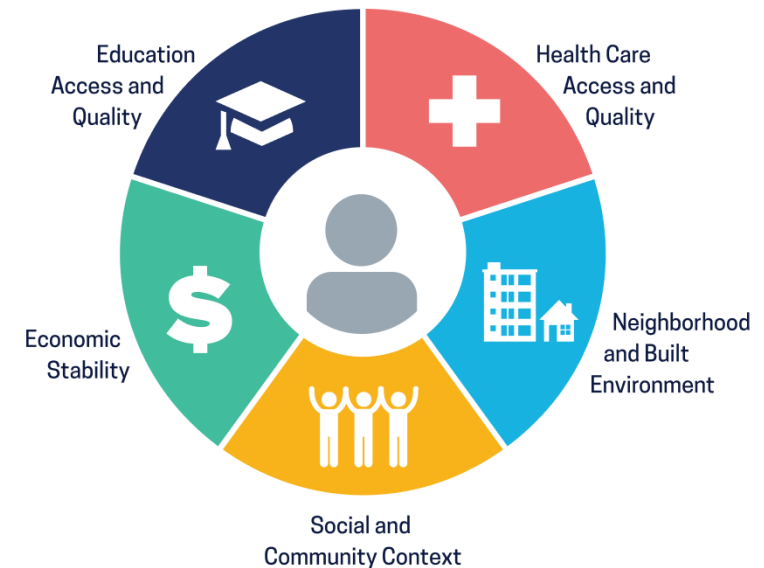 Education
Access and
Quality
Health Care
Access and
Quality
Economic
Stability
Neighborhood
and Built
Environment
Social and
Community Context